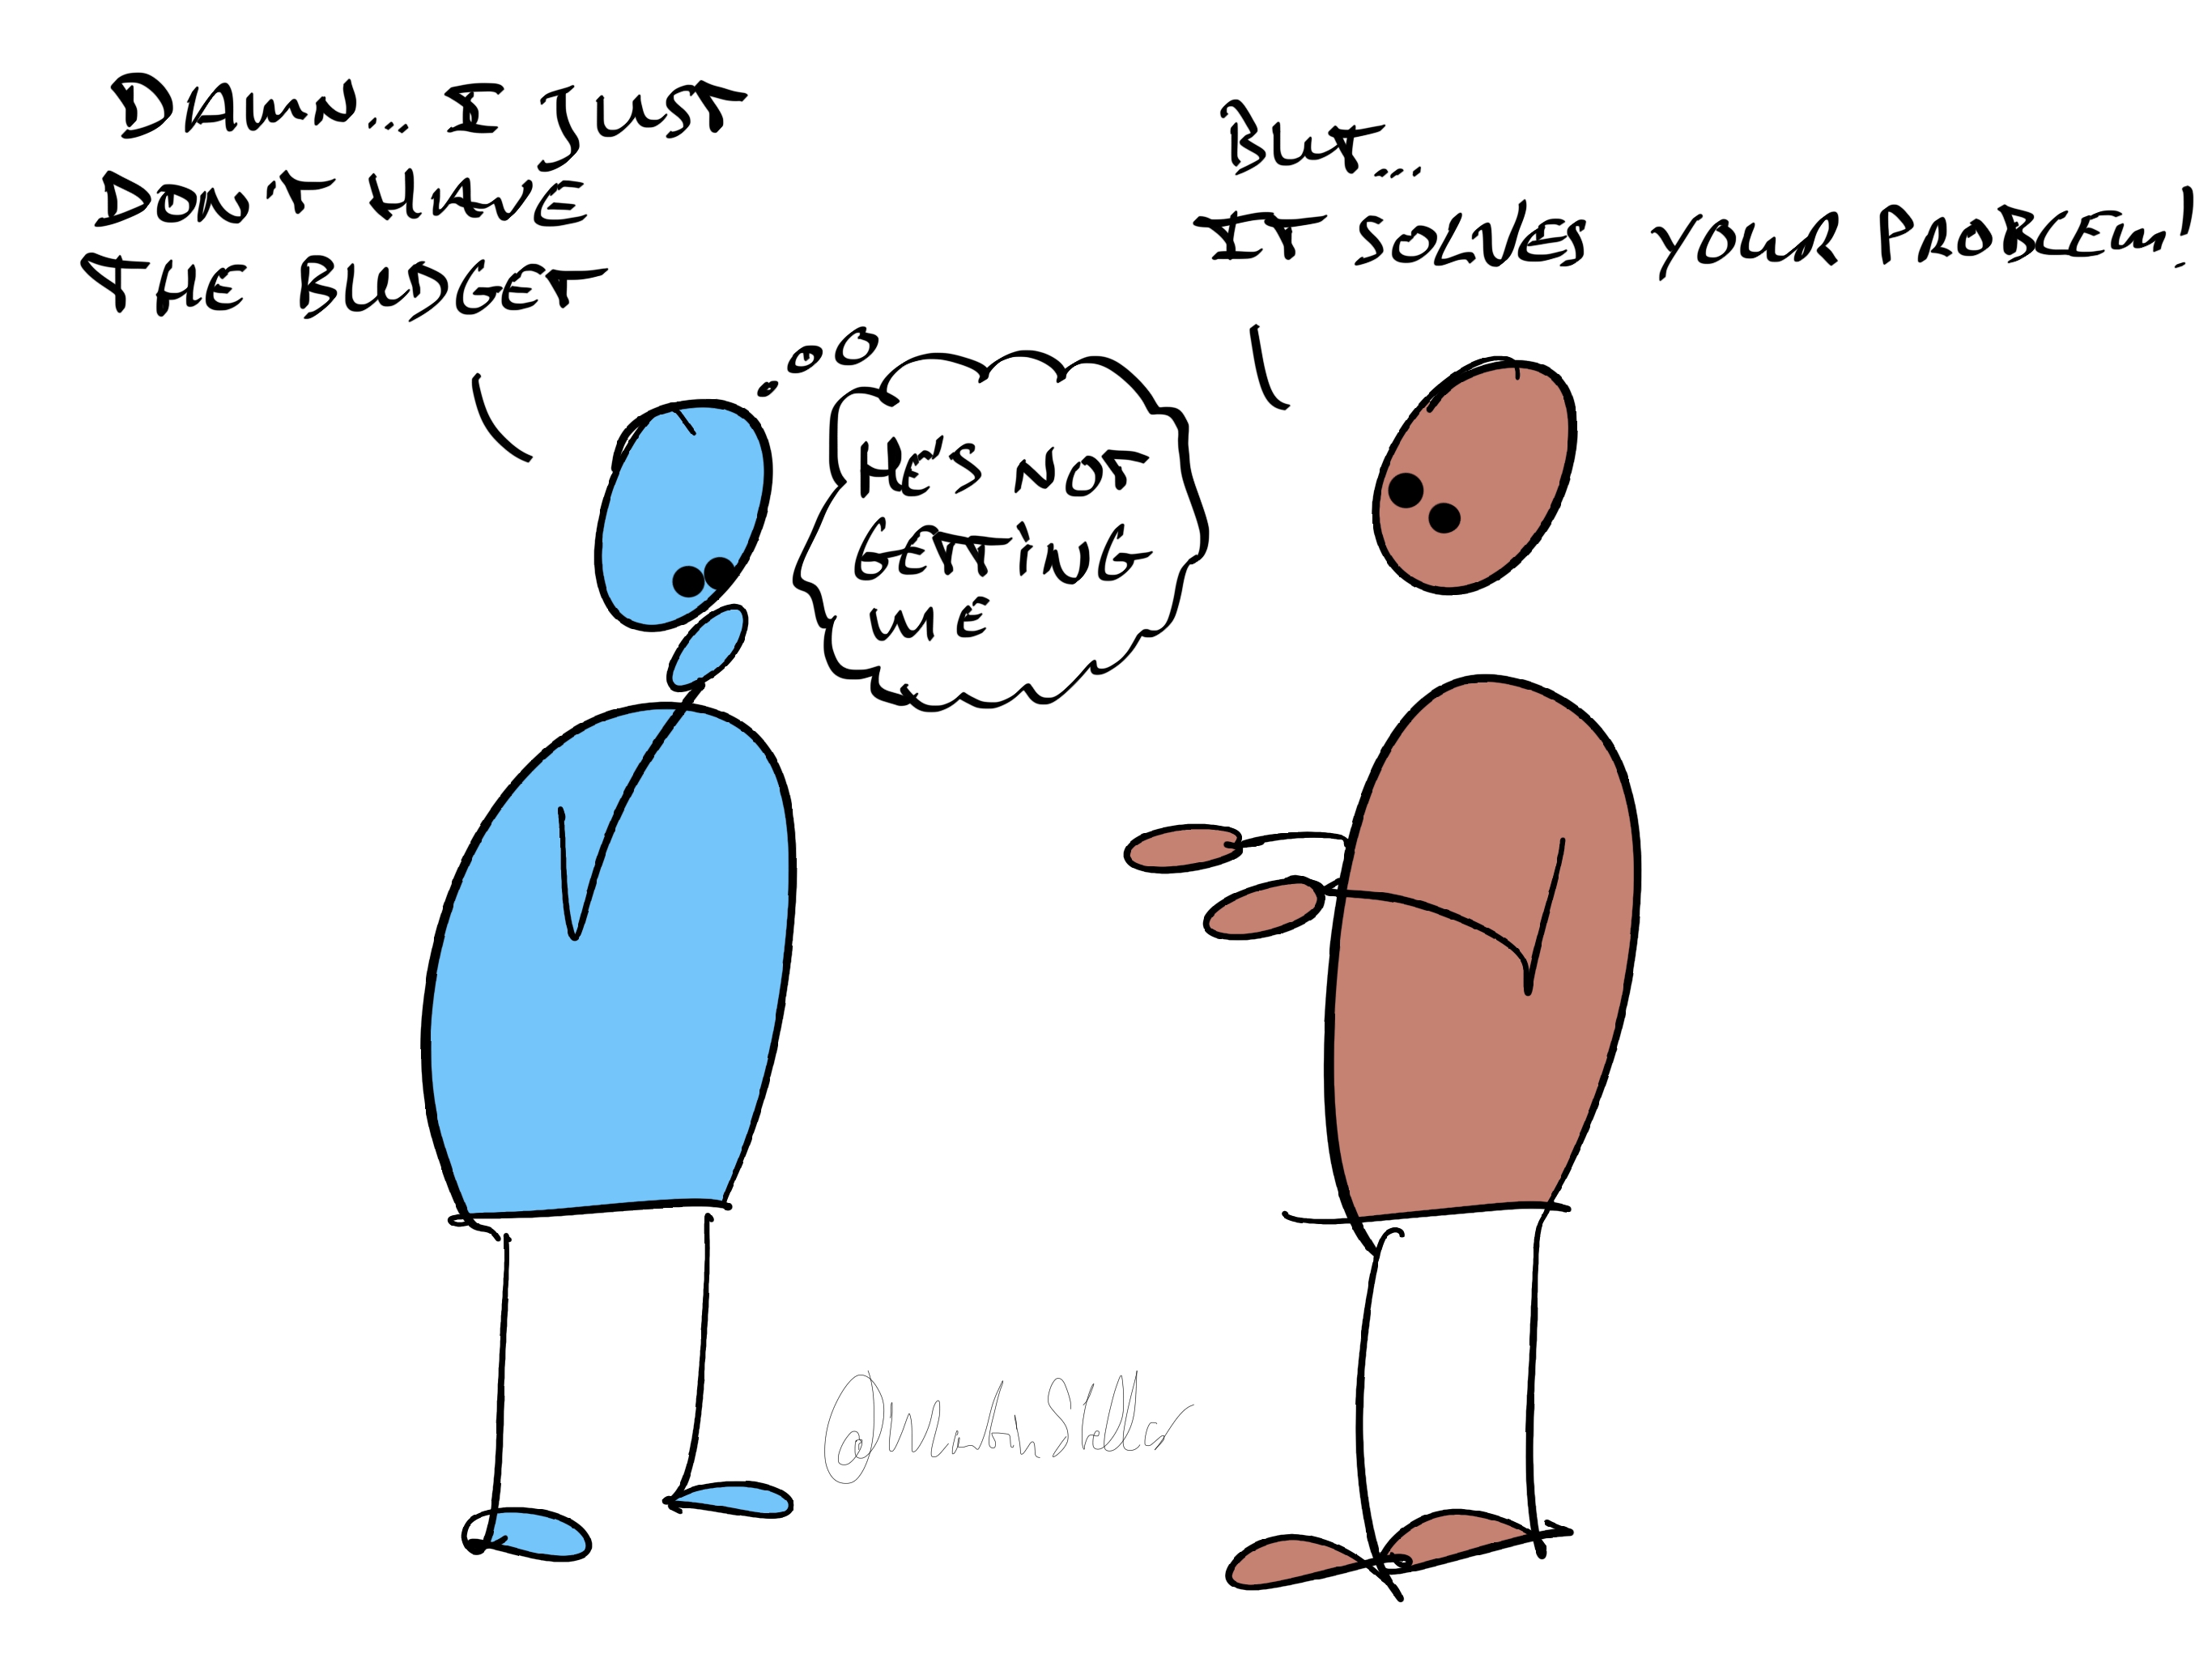 DAMN... I JUST
DON'T HAVE
THE BUDGET
BUT...
IT SOLVES YOUR PROBLEM!
HE'S NOT
GETTING
ME
@MartinStellar